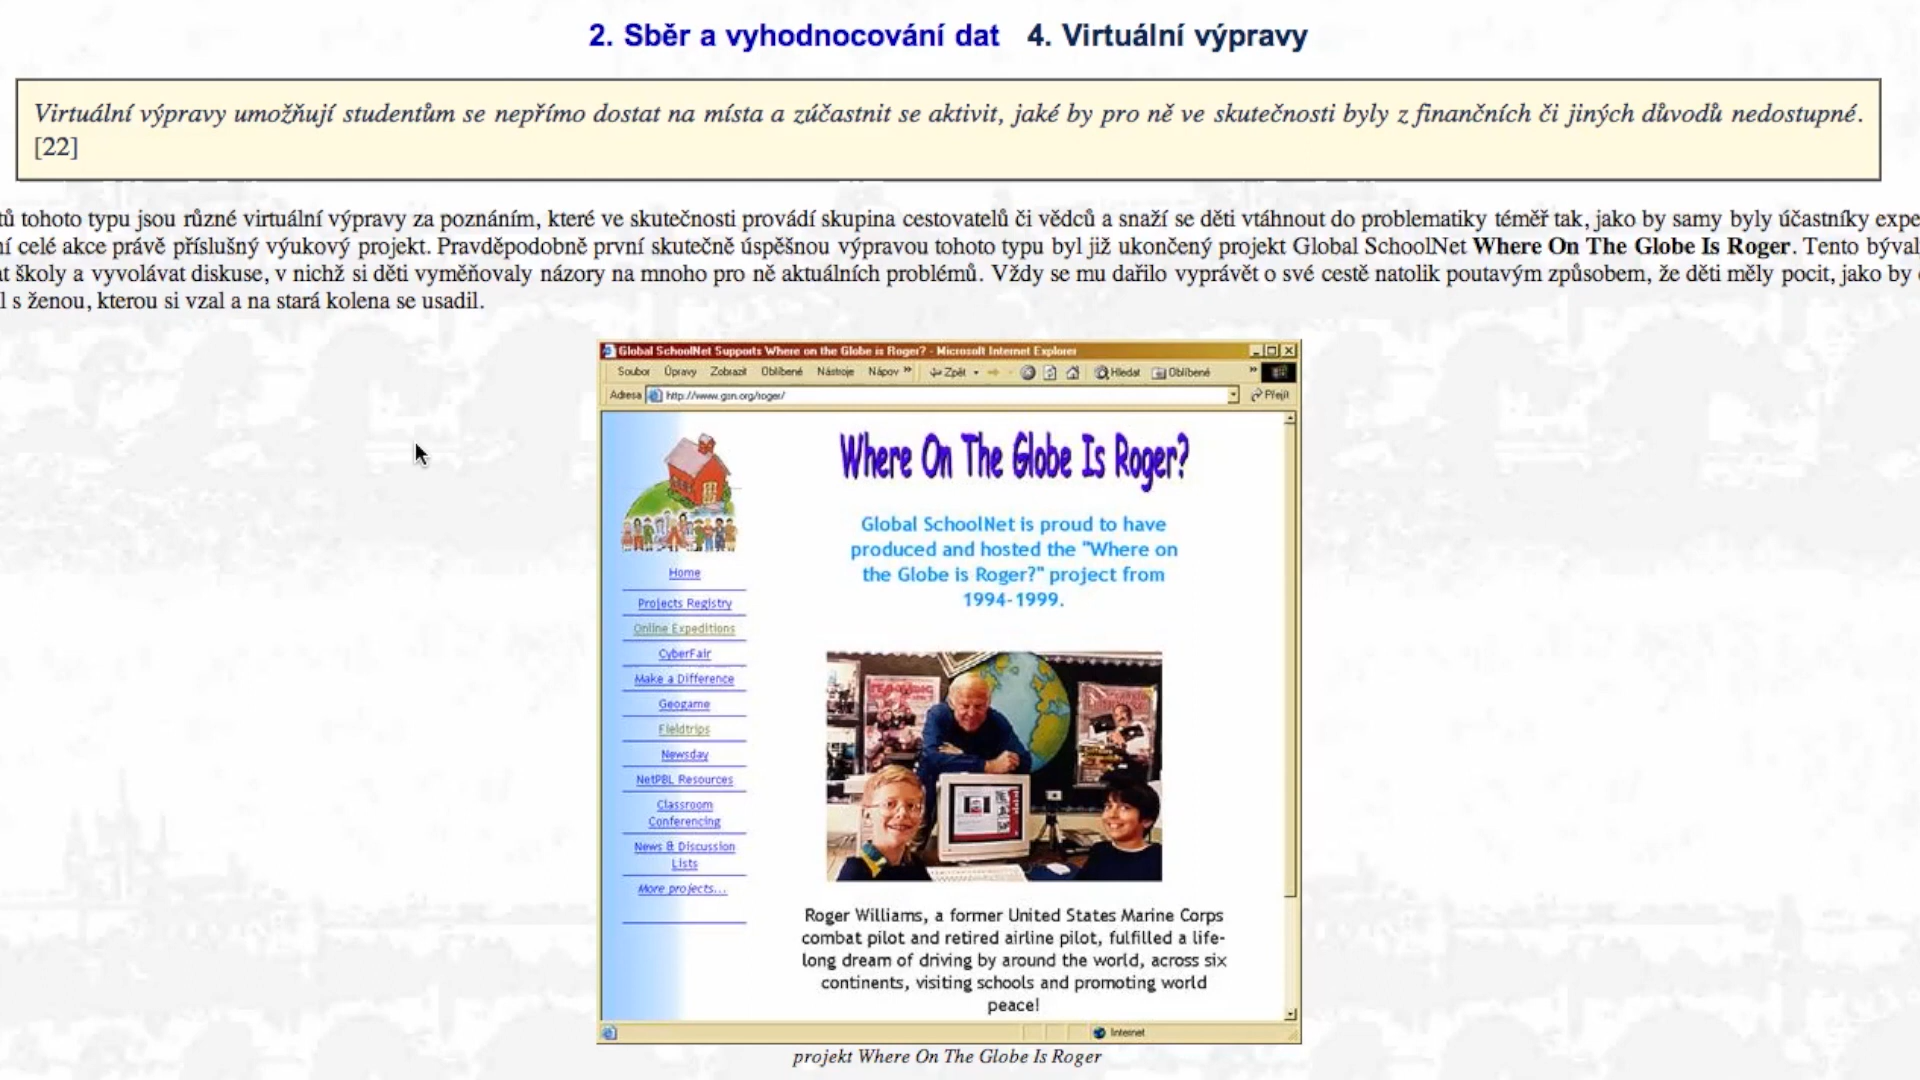 2. Sběr a vyhodnocování dat   4. Virtuální výpravy
Virtuální výpravy umožňují studentům se nepřímo dostat na místa a zúčastnit se aktivit, jaké by pro ně ve skutečnosti byly z finančních či jiných důvodů nedostupné.
[22]
tohoto typu jsou různé virtuální výpravy za poznáním, které ve skutečnosti provádí skupina cestovatelů či vědců a snaží se děti vtáhnout do problematiky téměř tak, jako by samy byly účastníky
celé akce právě příslušný výukový projekt. Pravděpodobně první skutečně úspěšnou výpravou tohoto typu byl již ukončený projekt Global SchoolNet Where On The Globe Is Roger. Tento
školy a vyvolávat diskuse, v nichž si děti vyměňovaly názory na mnoho pro ně aktuálních problémů. Vždy se mu dařilo vyprávět o své cestě natolik poutavým způsobem, že děti měly pocit, jako by
s ženou, kterou si vzal a na stará kolena se usadil.
Global SchoolNet Supports Where on the Globe is Roger? - Microsoft Internet Explorer
Soubor Úpravy Zobrazit Oblíbené Nástroje Nápov » Zpět Hledat Oblíbené »
Adresa http://www.gsn.org/roger/ Přejít
Where On The Globe Is Roger?
Global SchoolNet is proud to have
produced and hosted the "Where on
the Globe is Roger?" project from
1994-1999.
Home
Projects Registry
Online Expeditions
CyberFair
Make a Difference
Geogame
Fieldtrips
Newsday
NetPBL Resources
Classroom
Conferencing
News & Discussion
Lists
More projects...
Roger Williams, a former United States Marine Corps
combat pilot and retired airline pilot, fulfilled a life-
long dream of driving by around the world, across six
continents, visiting schools and promoting world
peace!
Internet
projekt Where On The Globe Is Roger